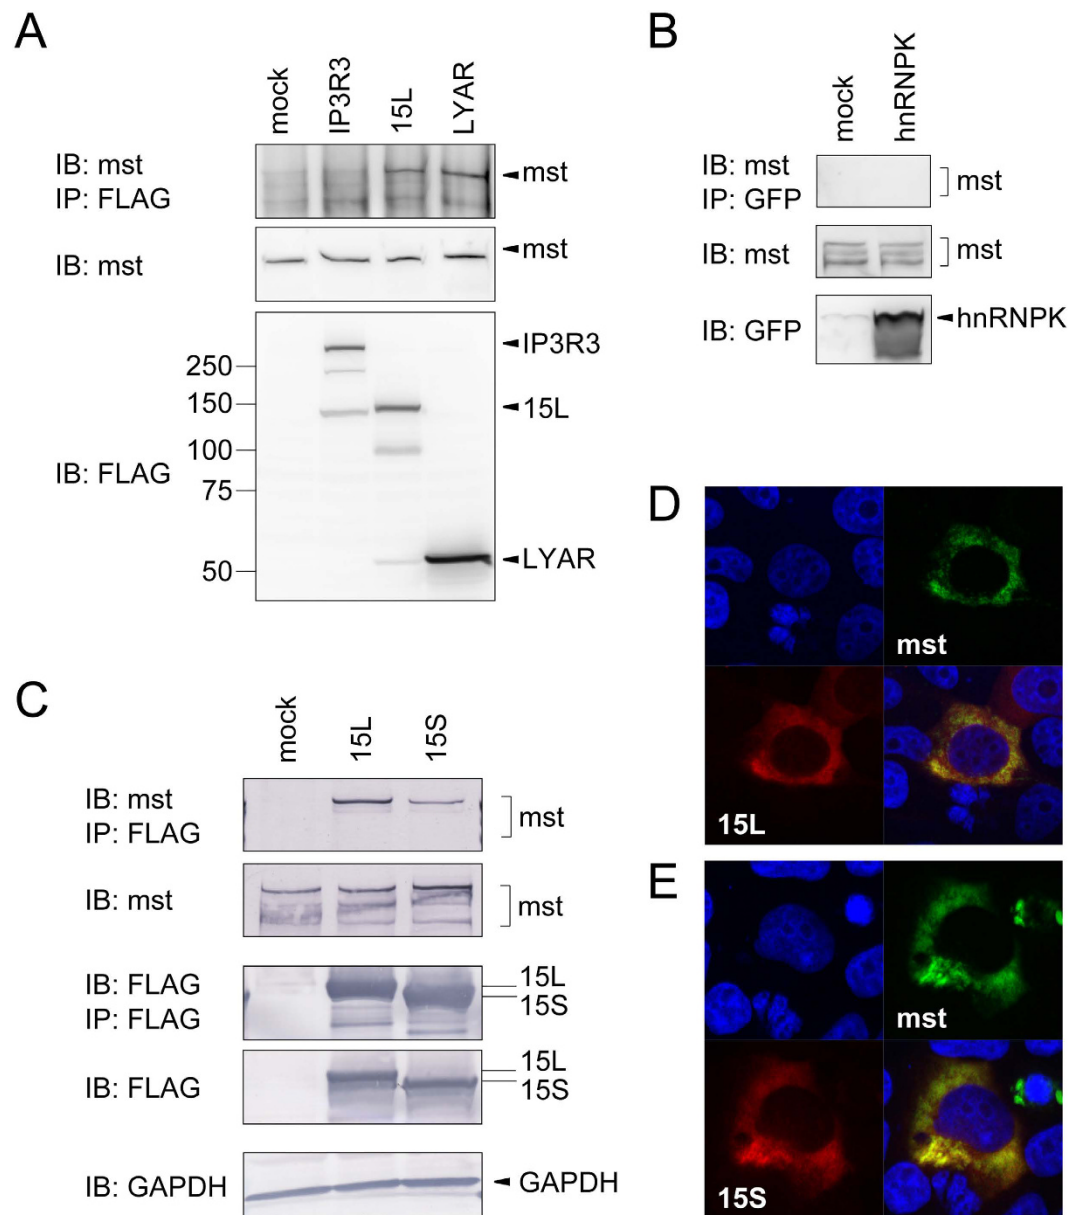 A
mock
IP3R3
15L
LYAR
IB: mst
IP: FLAG
mst
IB: mst
mst
IB: FLAG
250
150
100
75
50
IP3R3
15L
LYAR
B
mock
hnRNPK
IB: mst
IP: GFP
mst
IB: mst
mst
IB: GFP
hnRNPK
C
mock
15L
15S
IB: mst
IP: FLAG
mst
IB: mst
mst
IB: FLAG
IP: FLAG
15L
15S
IB: FLAG
15L
15S
IB: GAPDH
GAPDH
D
mst
15L
E
mst
15S